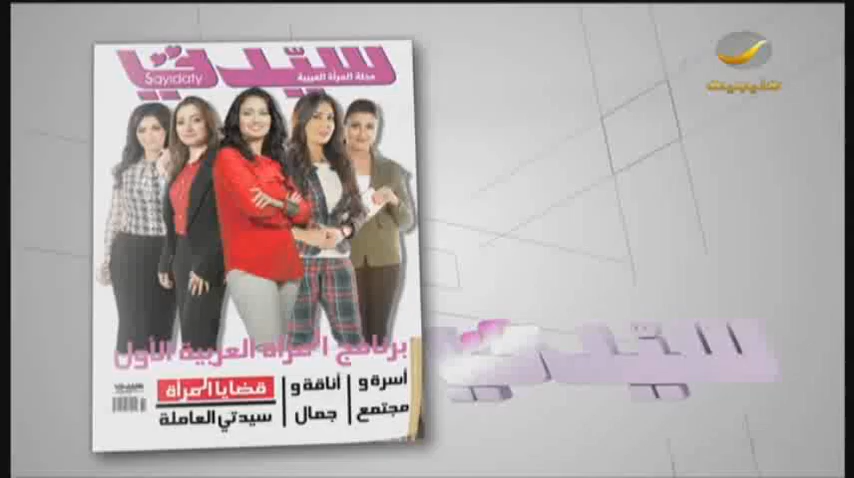 سيدتي
Sayidaty
مجلة المرأة العربية
برنامج المرأة العربية الأول
أسرة و مجتمع
أناقة و جمال
قضايا المرأة
سيدتي العاملة
سيدتي
خليجية